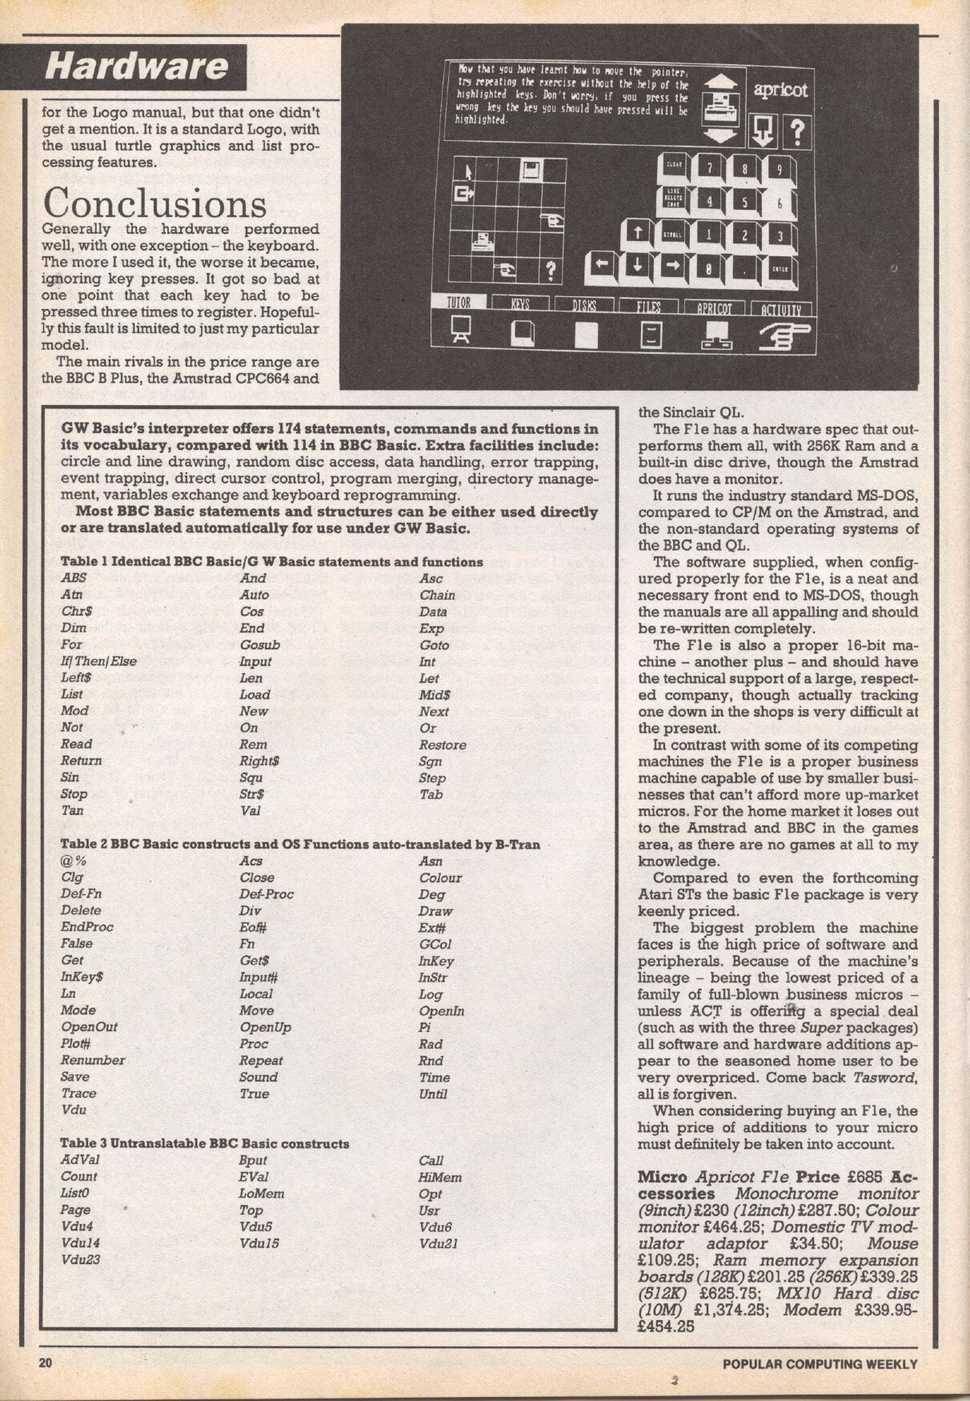 Hardware
for the Logo manual, but that one didn't
get a mention. It is a standard Logo, with
the usual turtle graphics and list pro-
cessing features.
Conclusions
Generally the hardware performed
well, with one exception – the keyboard.
The more I used it, the worse it became,
ignoring key presses. It got so bad at
one point that each key had to be
pressed three times to register. Hopeful-
ly this fault is limited to just my particular
model.
The main rivals in the price range are
the BBC B Plus, the Amstrad CPC664 and
Now that you have learnt how to move the pointer,
try repeating the exercise without the help of the
highlighted keys. Don't worry, if you press the
wrong key the key you should have pressed will be
highlighted.
apricot
?
CLEAR 7 8 9
LINE
DELETE
CHAR
4 5 6
SCROLL 1 2 3
0 . ENTER
?
TUTOR KEYS DISKS FILES APRICOT ACTIVITY
GW Basic's interpreter offers 174 statements, commands and functions in
its vocabulary, compared with 114 in BBC Basic. Extra facilities include:
circle and line drawing, random disc access, data handling, error trapping,
event trapping, direct cursor control, program merging, directory manage-
ment, variables exchange and keyboard reprogramming.
Most BBC Basic statements and structures can be either used directly
or are translated automatically for use under GW Basic.
Table 1 Identical BBC Basic/G W Basic statements and functions
ABS And Asc
Atn Auto Chain
Chr$ Cos Data
Dim End Exp
For Gosub Goto
If/Then/Else Input Int
Left$ Len Let
List Load Mid$
Mod New Next
Not On Or
Read Rem Restore
Return Right$ Sgn
Sin Squ Step
Stop Str$ Tab
Tan Val
Table 2 BBC Basic constructs and OS Functions auto-translated by B-Tran
@% Acs Asn
Clg Close Colour
Def-Fn Def-Proc Deg
Delete Div Draw
EndProc Eof# Ext#
False Fn GCol
Get Get$ InKey
InKey$ Input# InStr
Ln Local Log
Mode Move OpenIn
OpenOut OpenUp Pi
Plot# Proc Rad
Renumber Repeat Rnd
Save Sound Time
Trace True Until
Vdu
Table 3 Untranslatable BBC Basic constructs
AdVal Bput Call
Count EVal HiMem
ListO LoMem Opt
Page Top Usr
Vdu4 Vdu5 Vdu6
Vdu14 Vdu15 Vdu21
Vdu23
the Sinclair QL.
The F1e has a hardware spec that out-
performs them all, with 256K Ram and a
built-in disc drive, though the Amstrad
does have a monitor.
It runs the industry standard MS-DOS,
compared to CP/M on the Amstrad, and
the non-standard operating systems of
the BBC and QL.
The software supplied, when config-
ured properly for the F1e, is a neat and
necessary front end to MS-DOS, though
the manuals are all appalling and should
be re-written completely.
The F1e is also a proper 16-bit ma-
chine – another plus – and should have
the technical support of a large, respect-
ed company, though actually tracking
one down in the shops is very difficult at
the present.
In contrast with some of its competing
machines the F1e is a proper business
machine capable of use by smaller busi-
nesses that can't afford more up-market
micros. For the home market it loses out
to the Amstrad and BBC in the games
area, as there are no games at all to my
knowledge.
Compared to even the forthcoming
Atari STs the basic F1e package is very
keenly priced.
The biggest problem the machine
faces is the high price of software and
peripherals. Because of the machine's
lineage – being the lowest priced of a
family of full-blown business micros –
unless ACT is offering a special deal
(such as with the three Super packages)
all software and hardware additions ap-
pear to the seasoned home user to be
very overpriced. Come back Tasword,
all is forgiven.
When considering buying an F1e, the
high price of additions to your micro
must definitely be taken into account.
Micro Apricot F1e Price £685 Ac-
cessories Monochrome monitor
(9inch) £230 (12inch) £287.50; Colour
monitor £464.25; Domestic TV mod-
ulator adaptor £34.50; Mouse
£109.25; Ram memory expansion
boards (128K) £201.25 (256K) £339.25
(512K) £625.75; MX10 Hard disc
(10M) £1,374.25; Modem £339.95-
£454.25
20
POPULAR COMPUTING WEEKLY